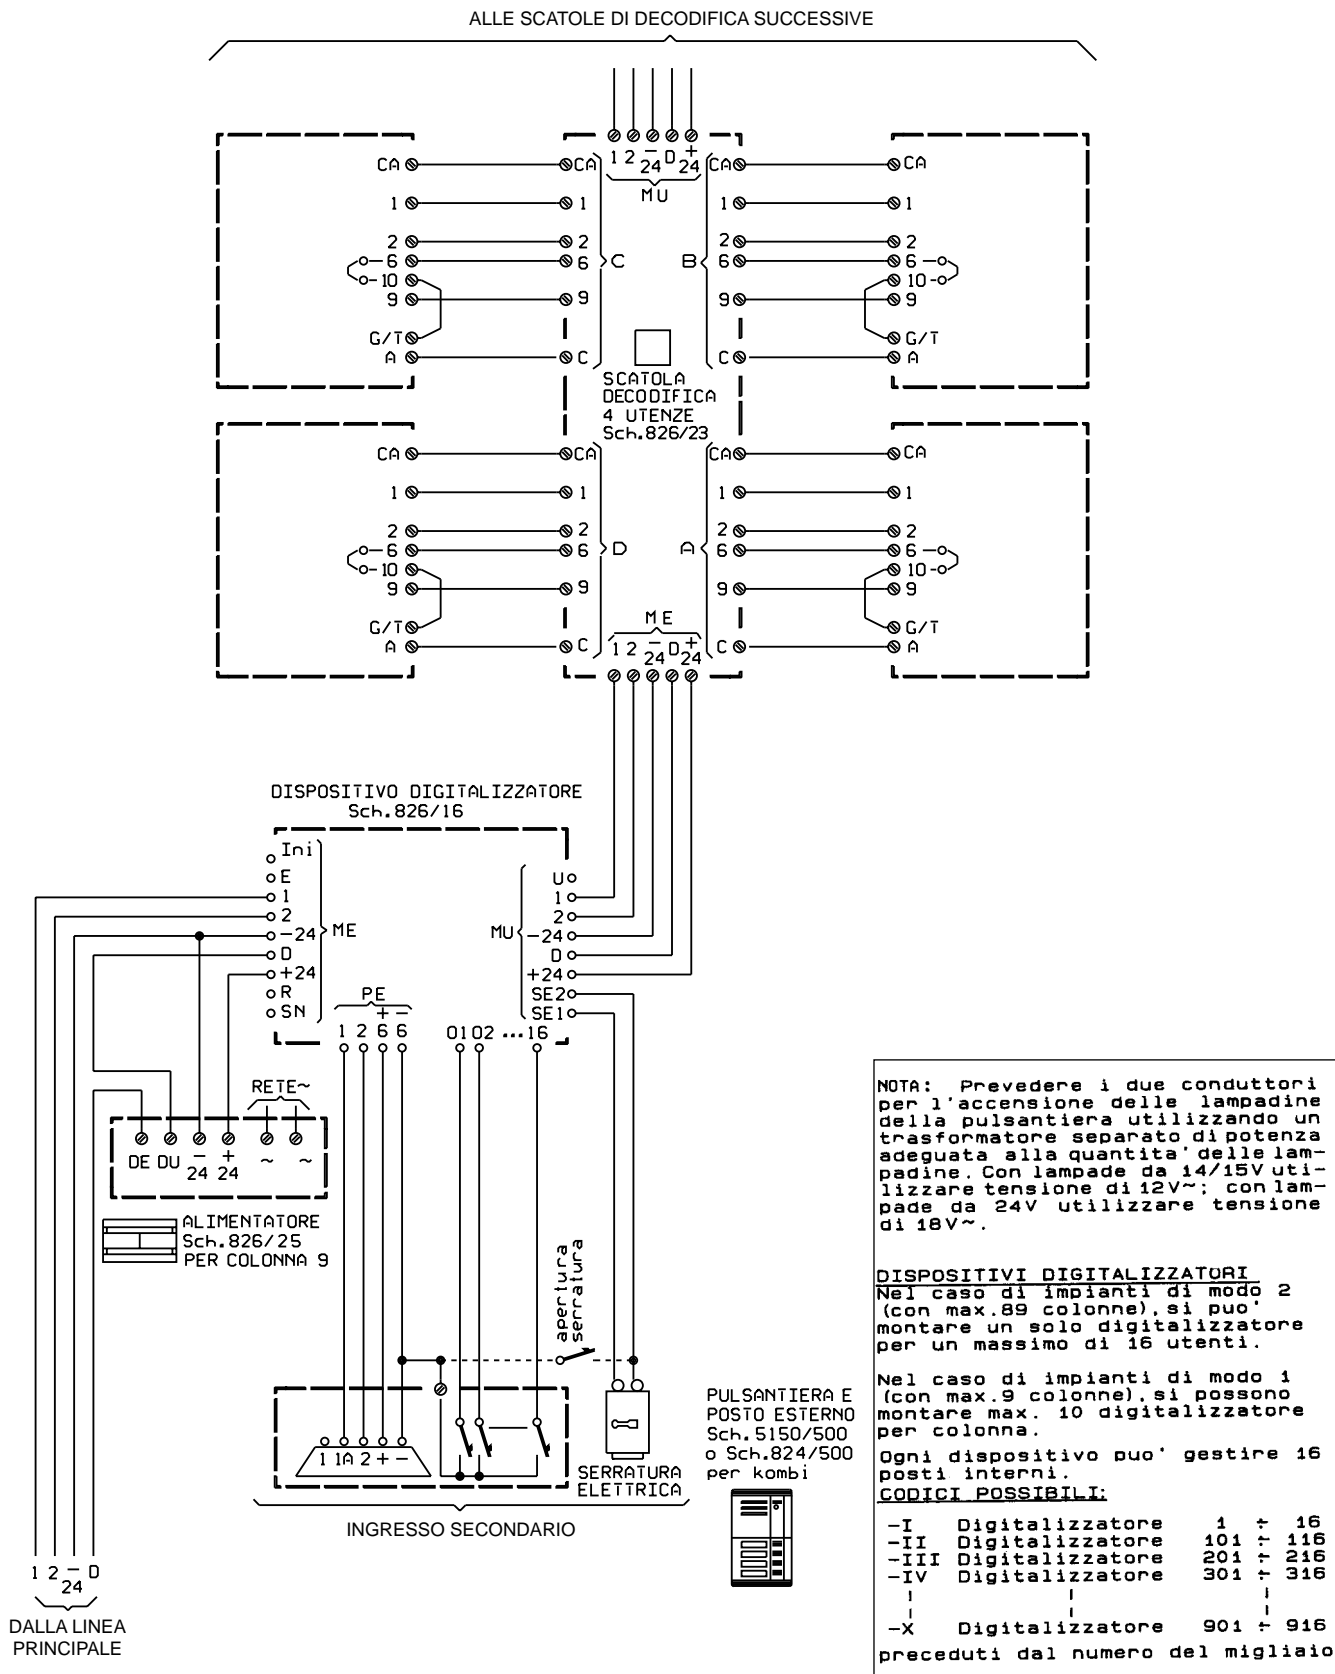 ALLE SCATOLE DI DECODIFICA SUCCESSIVE
1 2 - 24 D + 24
MU
CA CA CA CA
1 1 1 1
2 2 2 2
6 6 C B 6 6
10 10
9 9 9 9
G/T G/T
A C C A
SCATOLA
DECODIFICA
4 UTENZE
Sch.826/23
CA CA CA CA
1 1 1 1
2 2 2 2
6 6 D A 6 6
10 10
9 9 9 9
G/T G/T
A C C A
ME
1 2 - 24 D + 24
DISPOSITIVO DIGITALIZZATORE
Sch.826/16
Ini
E U
1 1
2 2
-24 ME MU -24
D D
+24 +24
R SE2
SN SE1
PE
1 2 +6 -6 01 02 ...16
RETE~
DE DU - 24 + 24 ~ ~
ALIMENTATORE
Sch.826/25
PER COLONNA 9
apertura
serratura
1 1A 2 + -
SERRATURA
ELETTRICA
INGRESSO SECONDARIO
PULSANTIERA E
POSTO ESTERNO
Sch.5150/500
o Sch.824/500
per kombi
1 2 - 24 D
DALLA LINEA
PRINCIPALE
NOTA: Prevedere i due conduttori
per l'accensione delle lampadine
della pulsantiera utilizzando un
trasformatore separato di potenza
adeguata alla quantita' delle lam-
padine. Con lampade da 14/15V uti-
lizzare tensione di 12V~; con lam-
pade da 24V utilizzare tensione
di 18V~.
DISPOSITIVI DIGITALIZZATORI
Nel caso di impianti di modo 2
(con max.89 colonne), si puo'
montare un solo digitalizzatore
per un massimo di 16 utenti.
Nel caso di impianti di modo 1
(con max.9 colonne), si possono
montare max. 10 digitalizzatore
per colonna.
Ogni dispositivo puo' gestire 16
posti interni.
CODICI POSSIBILI:
-I Digitalizzatore 1 ÷ 16
-II Digitalizzatore 101 ÷ 116
-III Digitalizzatore 201 ÷ 216
-IV Digitalizzatore 301 ÷ 316
-X Digitalizzatore 901 ÷ 916
preceduti dal numero del migliaio